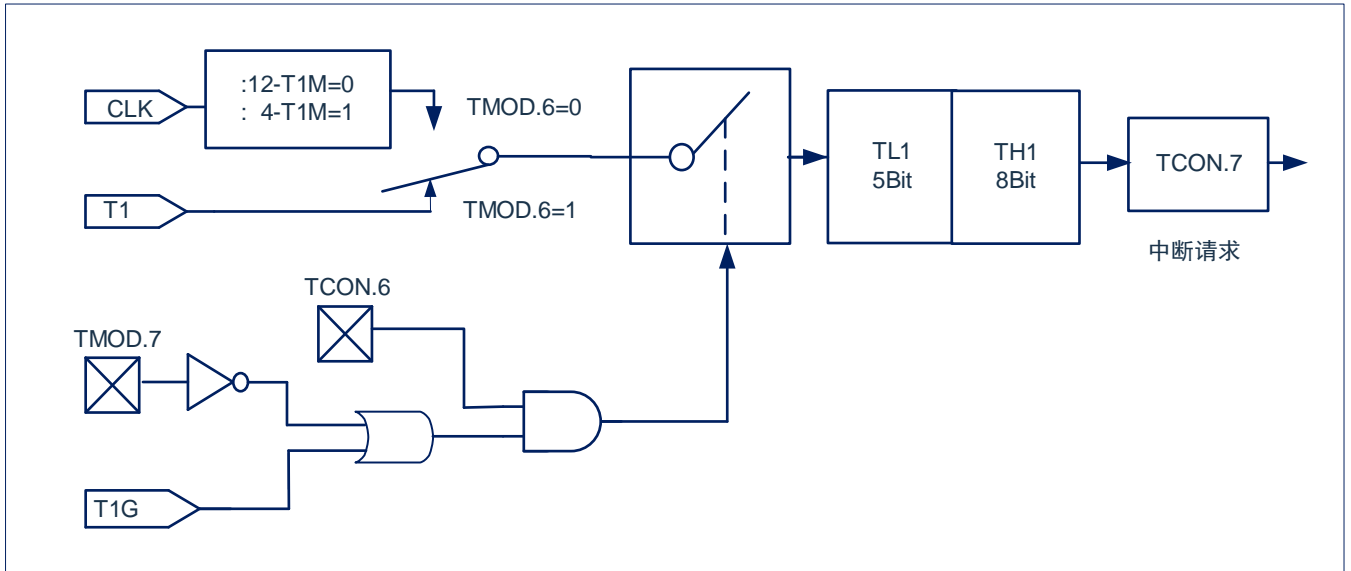 :12-T1M=0
: 4-T1M=1
CLK
TMOD.6=0
T1
TMOD.6=1
TL1
5Bit
TH1
8Bit
TCON.7
中断请求
TCON.6
TMOD.7
T1G